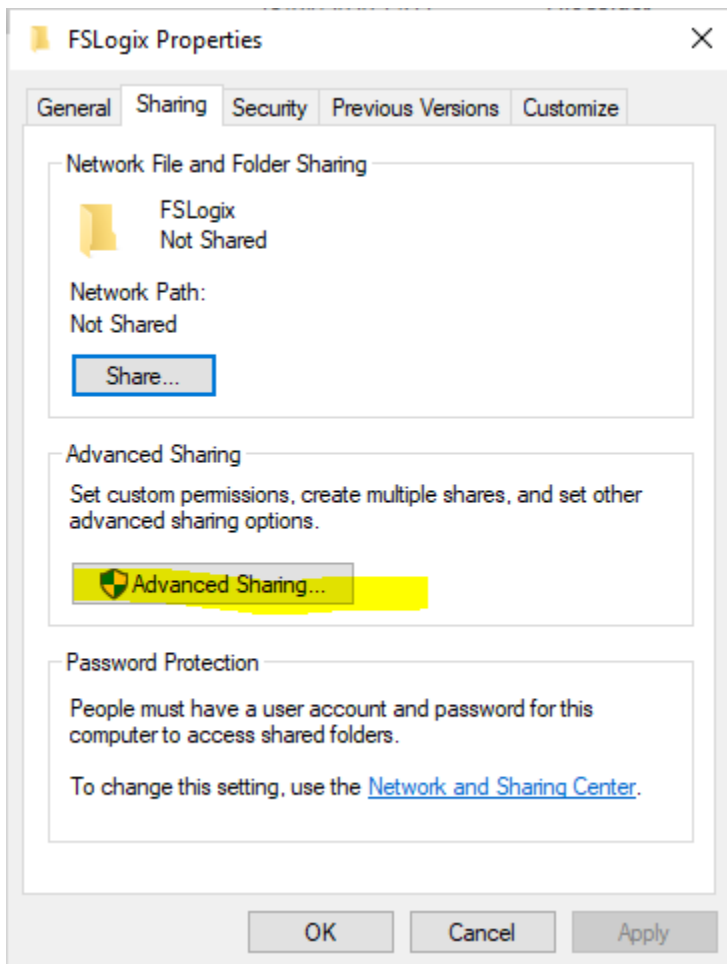 FSLogix Properties
General Sharing Security Previous Versions Customize
Network File and Folder Sharing
FSLogix
Not Shared
Network Path:
Not Shared
Share...
Advanced Sharing
Set custom permissions, create multiple shares, and set other
advanced sharing options.
Advanced Sharing...
Password Protection
People must have a user account and password for this
computer to access shared folders.
To change this setting, use the Network and Sharing Center.
OK Cancel Apply